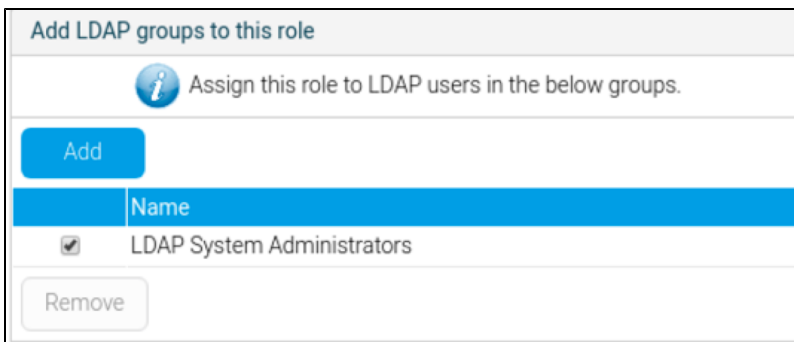 Add LDAP groups to this role
Assign this role to LDAP users in the below groups.
Add
Name
LDAP System Administrators
Remove